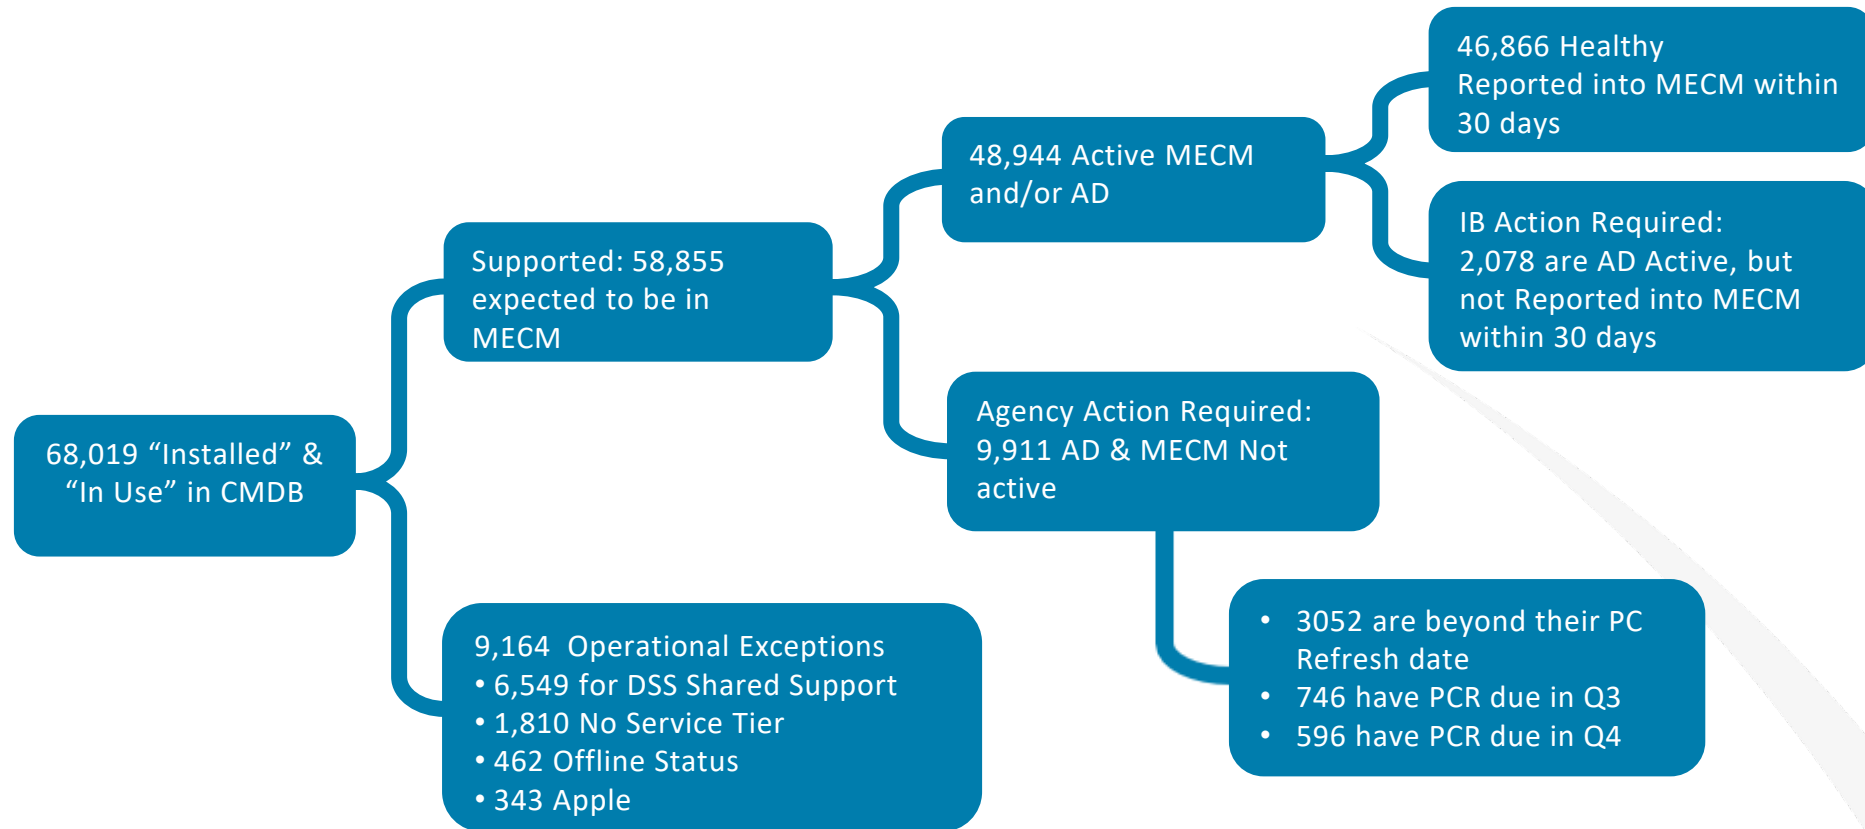 68,019 “Installed” &
“In Use” in CMDB
Supported: 58,855
expected to be in
MECM
9,164  Operational Exceptions
• 6,549 for DSS Shared Support
• 1,810 No Service Tier
• 462 Offline Status
• 343 Apple
48,944 Active MECM
and/or AD
Agency Action Required:
9,911 AD & MECM Not
active
46,866 Healthy
Reported into MECM within
30 days
IB Action Required:
2,078 are AD Active, but
not Reported into MECM
within 30 days
• 3052 are beyond their PC
Refresh date
• 746 have PCR due in Q3
• 596 have PCR due in Q4